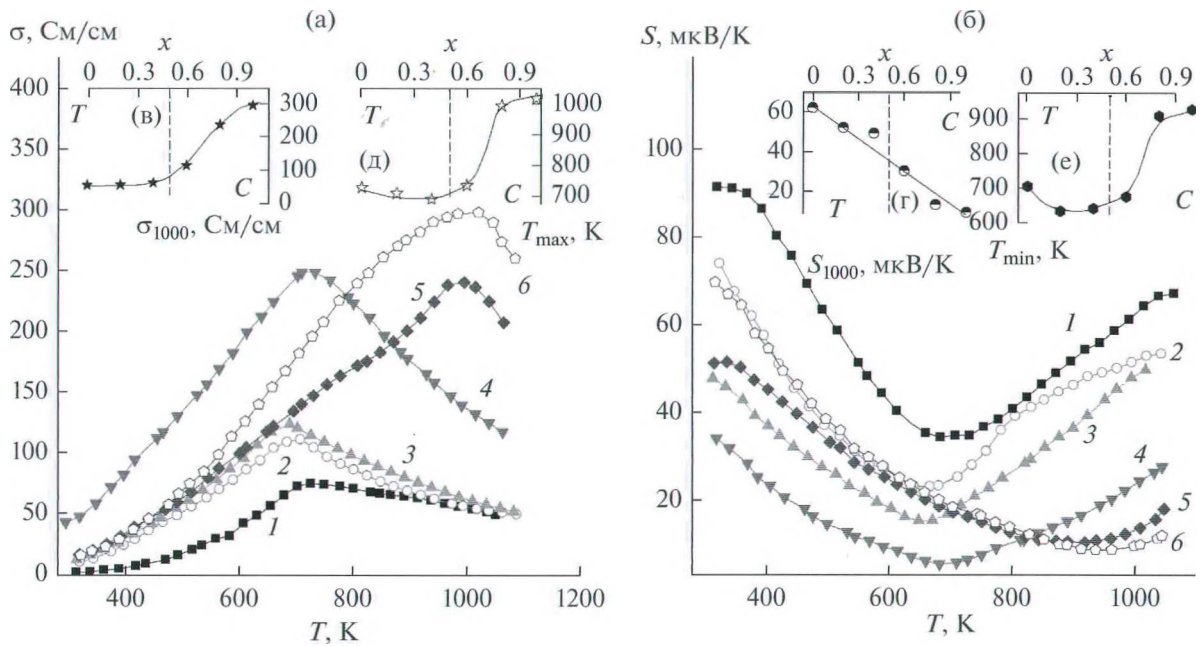 (а)
σ, См/см
x
0 0.3 0.6 0.9
0 0.3 0.6 0.9
400
350
300
250
200
150
100
50
0
T
(в)
C
300
200
100
0
σ1000, См/см
T
(д)
C
1000
900
800
700
Tmax, К
1
2
3
4
5
6
400 600 800 1000 1200
T, К
(б)
S, мкВ/К
x
0 0.3 0.6 0.9
0 0.3 0.6 0.9
100
80
60
40
20
60
40
20
C
T
(г)
S1000, мкВ/К
900
800
700
600
T
(е)
C
Tmin, К
1
2
3
4
5
6
400 600 800 1000
T, К